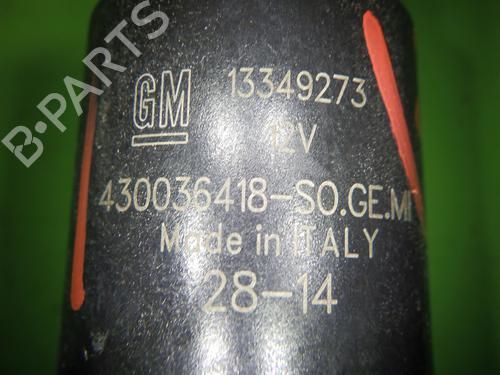 B-PARTS
GM 13349273
12V
430036418-SO.GE.MI
Made in ITALY
28-14